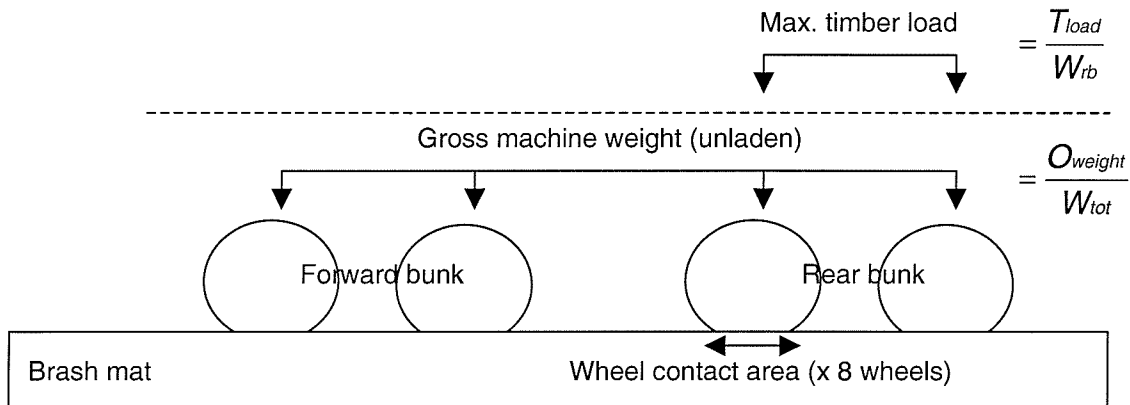 Max. timber load
= Tload / Wrb
Gross machine weight (unladen)
= Oweight / Wtot
Forward bunk
Rear bunk
Brash mat
Wheel contact area (x 8 wheels)